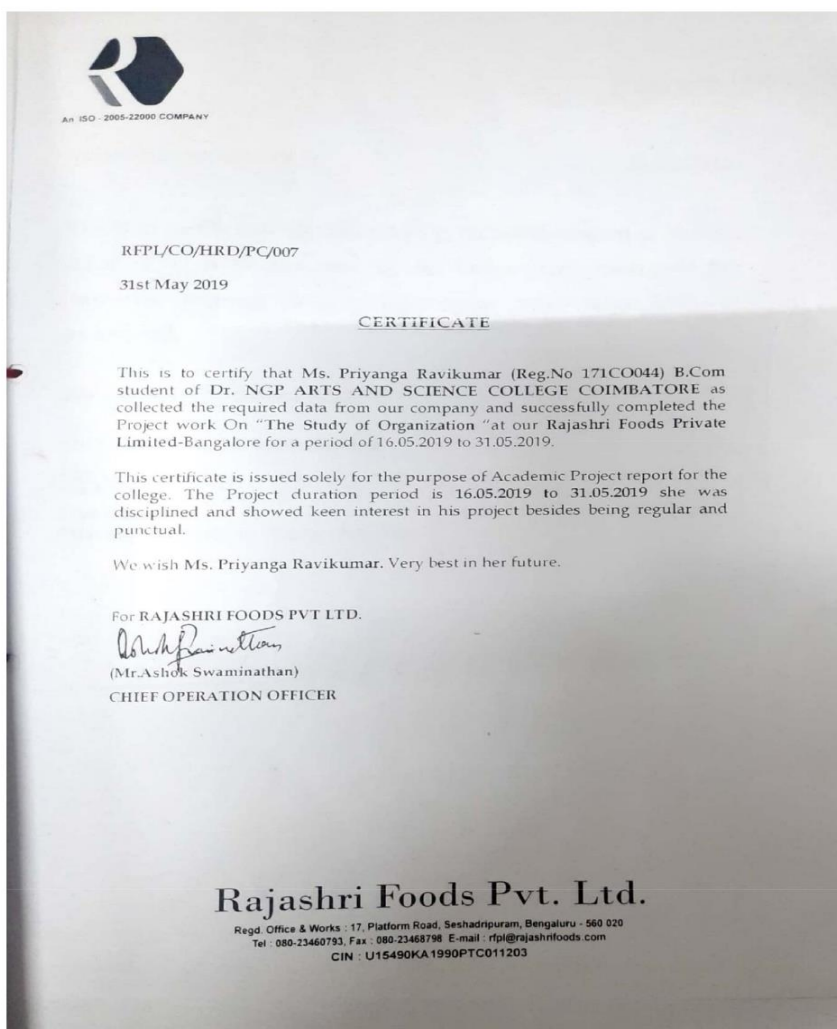 An ISO - 2005-22000 COMPANY
RFPL/CO/HRD/PC/007
31st May 2019
CERTIFICATE
This is to certify that Ms. Priyanga Ravikumar (Reg.No 171CO044) B.Com
student of Dr. NGP ARTS AND SCIENCE COLLEGE COIMBATORE as
collected the required data from our company and successfully completed the
Project work On "The Study of Organization "at our Rajashri Foods Private
Limited-Bangalore for a period of 16.05.2019 to 31.05.2019.
This certificate is issued solely for the purpose of Academic Project report for the
college. The Project duration period is 16.05.2019 to 31.05.2019 she was
disciplined and showed keen interest in his project besides being regular and
punctual.
We wish Ms. Priyanga Ravikumar. Very best in her future.
For RAJASHRI FOODS PVT LTD.
(Mr.Ashok Swaminathan)
CHIEF OPERATION OFFICER
Rajashri Foods Pvt. Ltd.
Regd. Office & Works : 17, Platform Road, Seshadripuram, Bengaluru - 560 020
Tel : 080-23460793, Fax : 080-23468798 E-mail : rfpl@rajashrifoods.com
CIN : U15490KA1990PTC011203